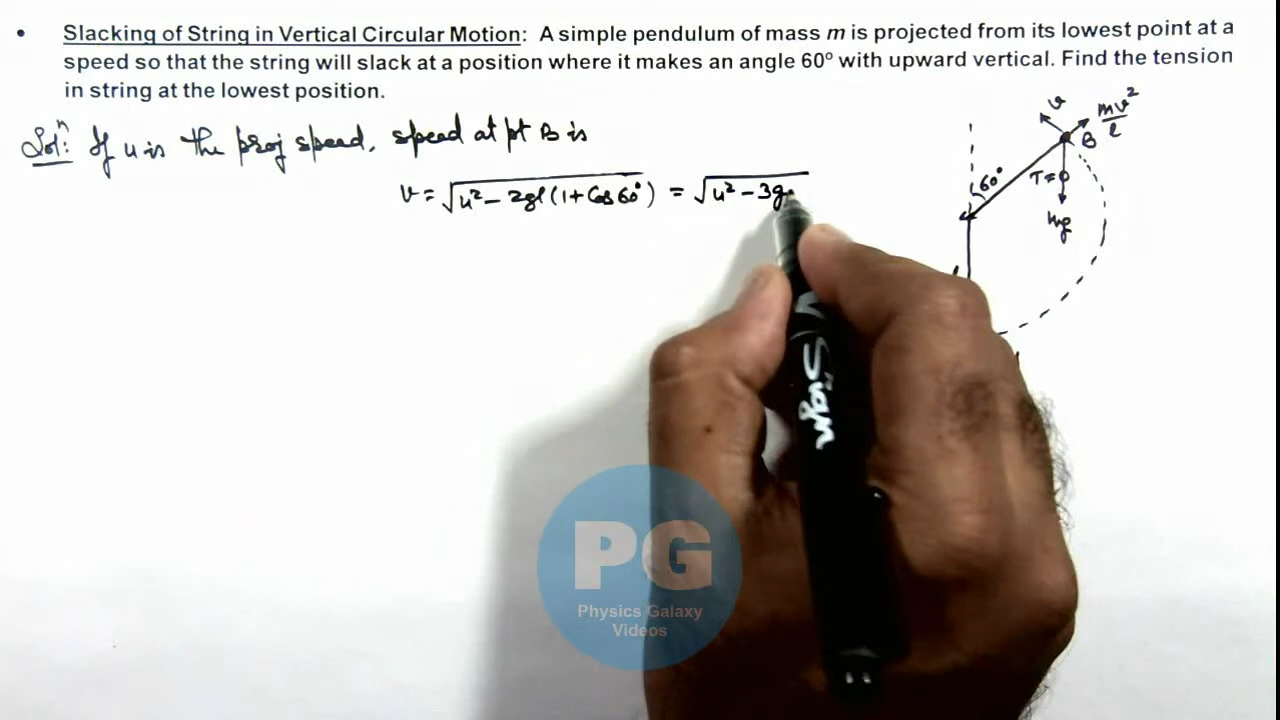 • Slacking of String in Vertical Circular Motion: A simple pendulum of mass m is projected from its lowest point at a
speed so that the string will slack at a position where it makes an angle 60° with upward vertical. Find the tension
in string at the lowest position.
Solⁿ: If u is the proj speed, speed at pt B is
v = √(u² − 2gl(1 + Cos 60°)) = √(u² − 3g
v
mv²/l
B
60°
T=0
mg
Sign
PG
Physics Galaxy
Videos